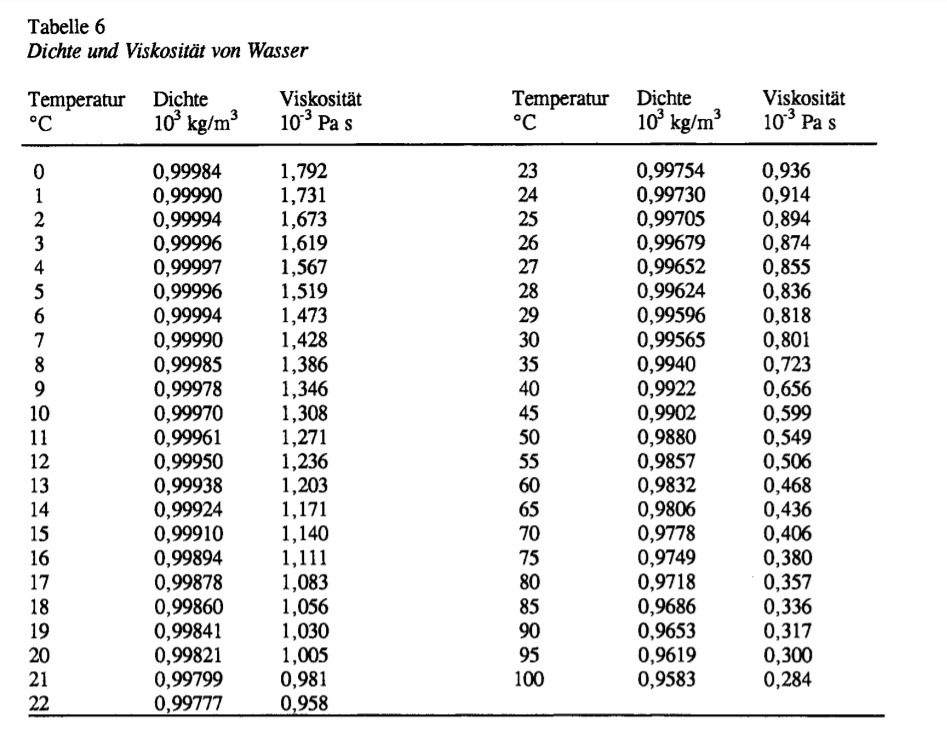 Tabelle 6
Dichte und Viskosität von Wasser
Temperatur Dichte Viskosität Temperatur Dichte Viskosität
°C 10³ kg/m³ 10⁻³ Pa s °C 10³ kg/m³ 10⁻³ Pa s
0 0,99984 1,792 23 0,99754 0,936
1 0,99990 1,731 24 0,99730 0,914
2 0,99994 1,673 25 0,99705 0,894
3 0,99996 1,619 26 0,99679 0,874
4 0,99997 1,567 27 0,99652 0,855
5 0,99996 1,519 28 0,99624 0,836
6 0,99994 1,473 29 0,99596 0,818
7 0,99990 1,428 30 0,99565 0,801
8 0,99985 1,386 35 0,9940 0,723
9 0,99978 1,346 40 0,9922 0,656
10 0,99970 1,308 45 0,9902 0,599
11 0,99961 1,271 50 0,9880 0,549
12 0,99950 1,236 55 0,9857 0,506
13 0,99938 1,203 60 0,9832 0,468
14 0,99924 1,171 65 0,9806 0,436
15 0,99910 1,140 70 0,9778 0,406
16 0,99894 1,111 75 0,9749 0,380
17 0,99878 1,083 80 0,9718 0,357
18 0,99860 1,056 85 0,9686 0,336
19 0,99841 1,030 90 0,9653 0,317
20 0,99821 1,005 95 0,9619 0,300
21 0,99799 0,981 100 0,9583 0,284
22 0,99777 0,958